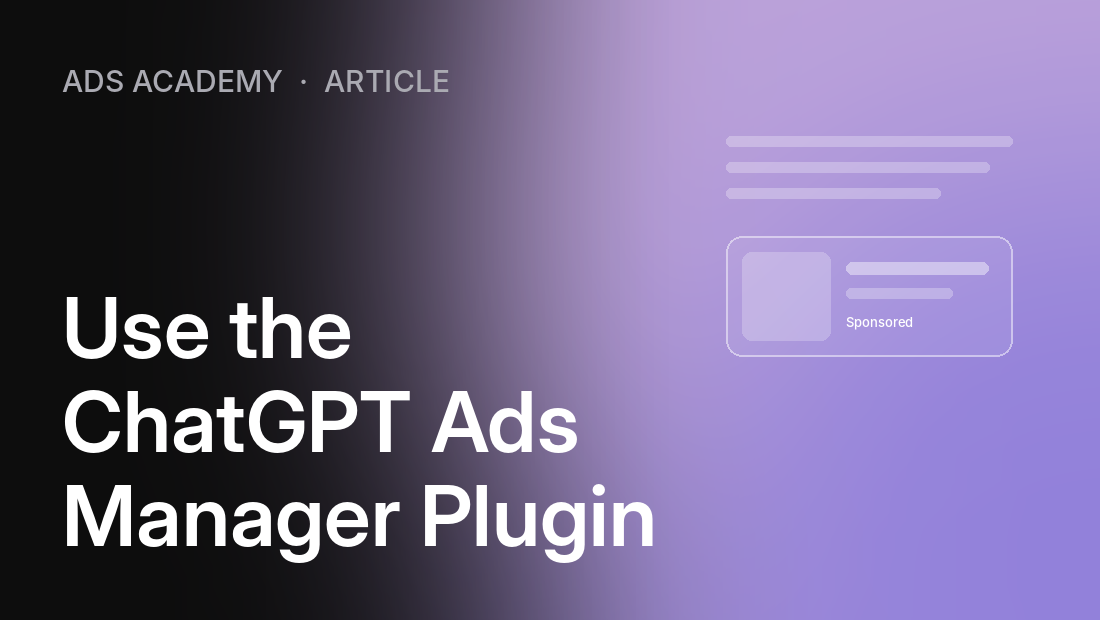 ADS ACADEMY · ARTICLE
Sponsored
Use the
ChatGPT Ads
Manager Plugin